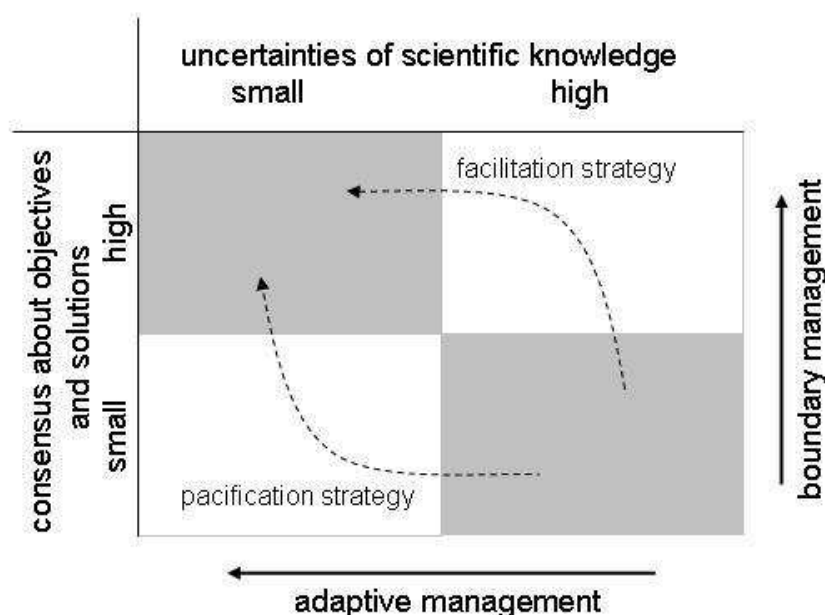 uncertainties of scientific knowledge
small
high
consensus about objectives
and solutions
high
small
facilitation strategy
pacification strategy
boundary management
adaptive management